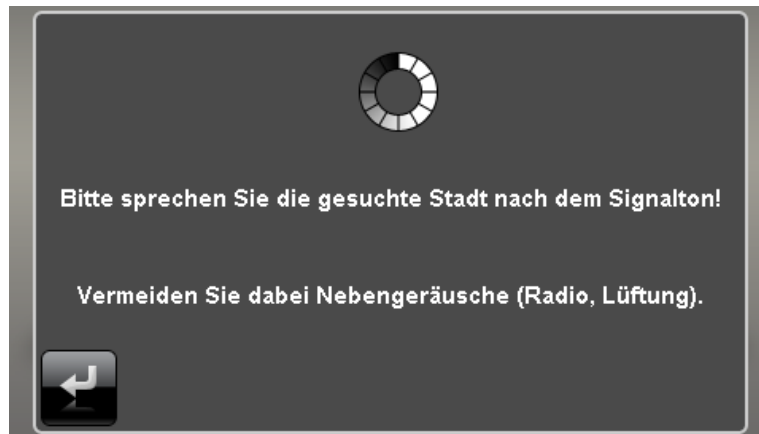 Bitte sprechen Sie die gesuchte Stadt nach dem Signalton!
Vermeiden Sie dabei Nebengeräusche (Radio, Lüftung).